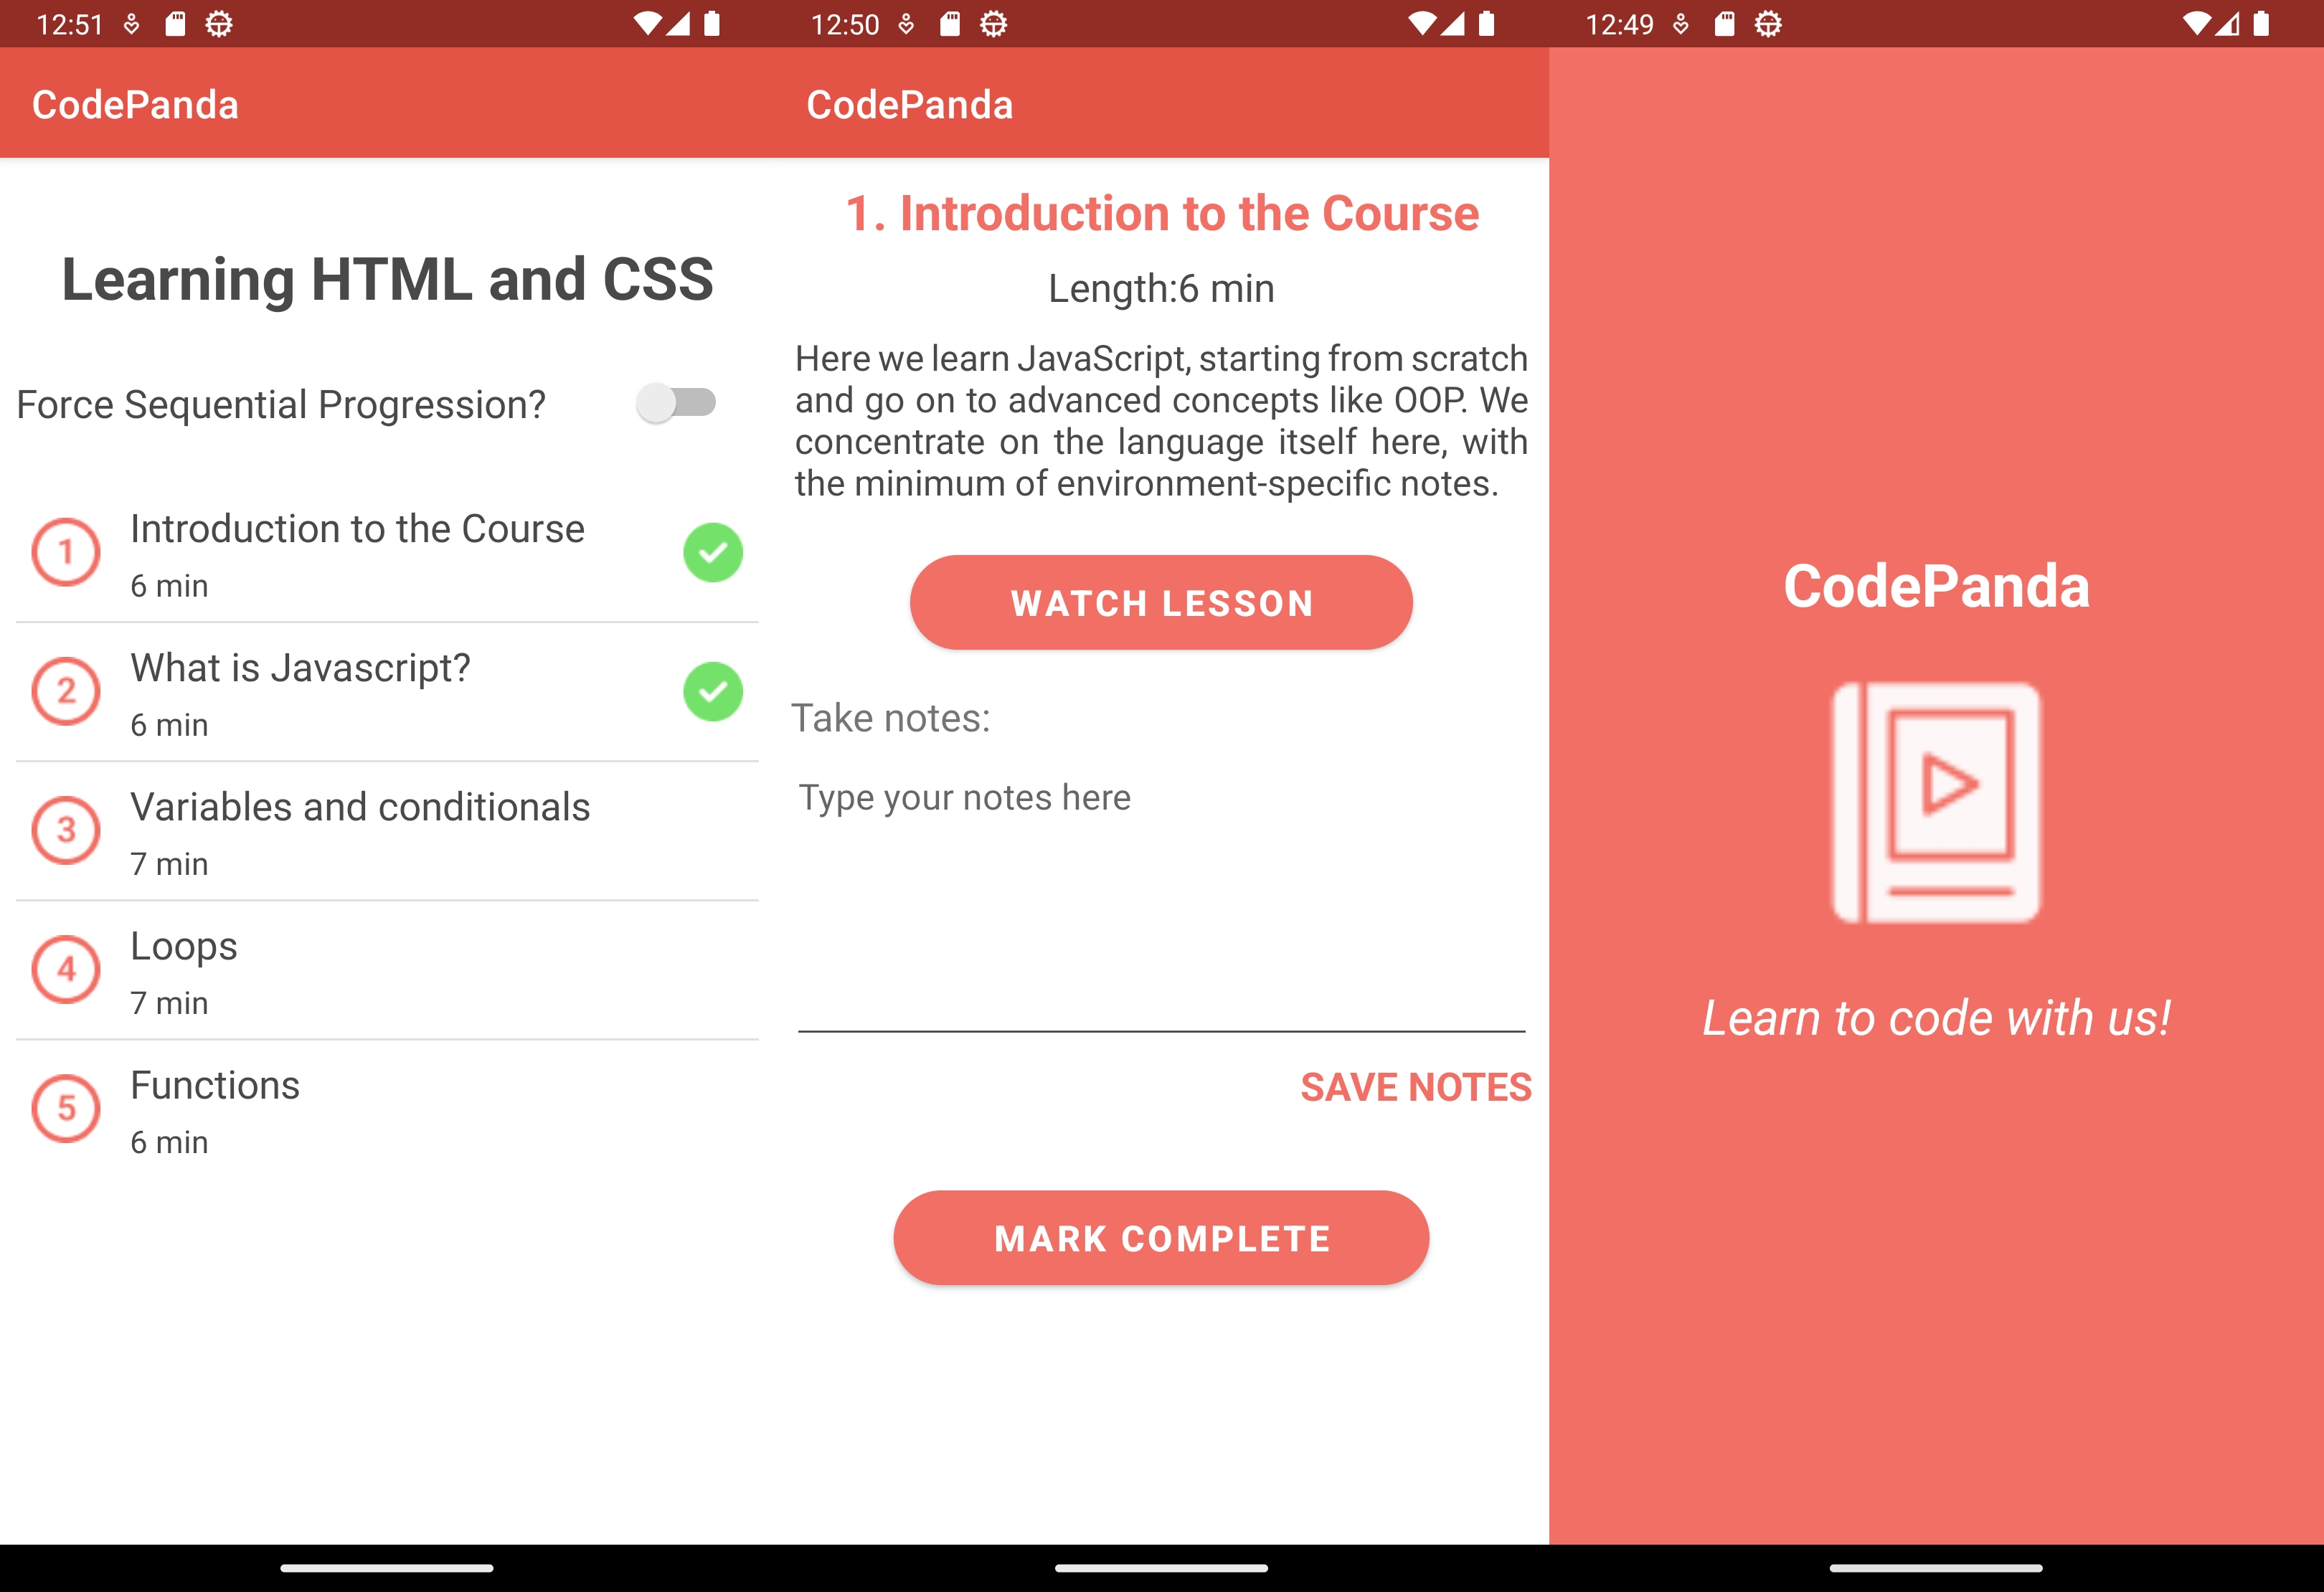 12:51
CodePanda
Learning HTML and CSS
Force Sequential Progression?
1
Introduction to the Course
6 min
2
What is Javascript?
6 min
3
Variables and conditionals
7 min
4
Loops
7 min
5
Functions
6 min
12:50
CodePanda
1. Introduction to the Course
Length:6 min
Here we learn JavaScript, starting from scratch
and go on to advanced concepts like OOP. We
concentrate on the language itself here, with
the minimum of environment-specific notes.
WATCH LESSON
Take notes:
Type your notes here
SAVE NOTES
MARK COMPLETE
12:49
CodePanda
Learn to code with us!